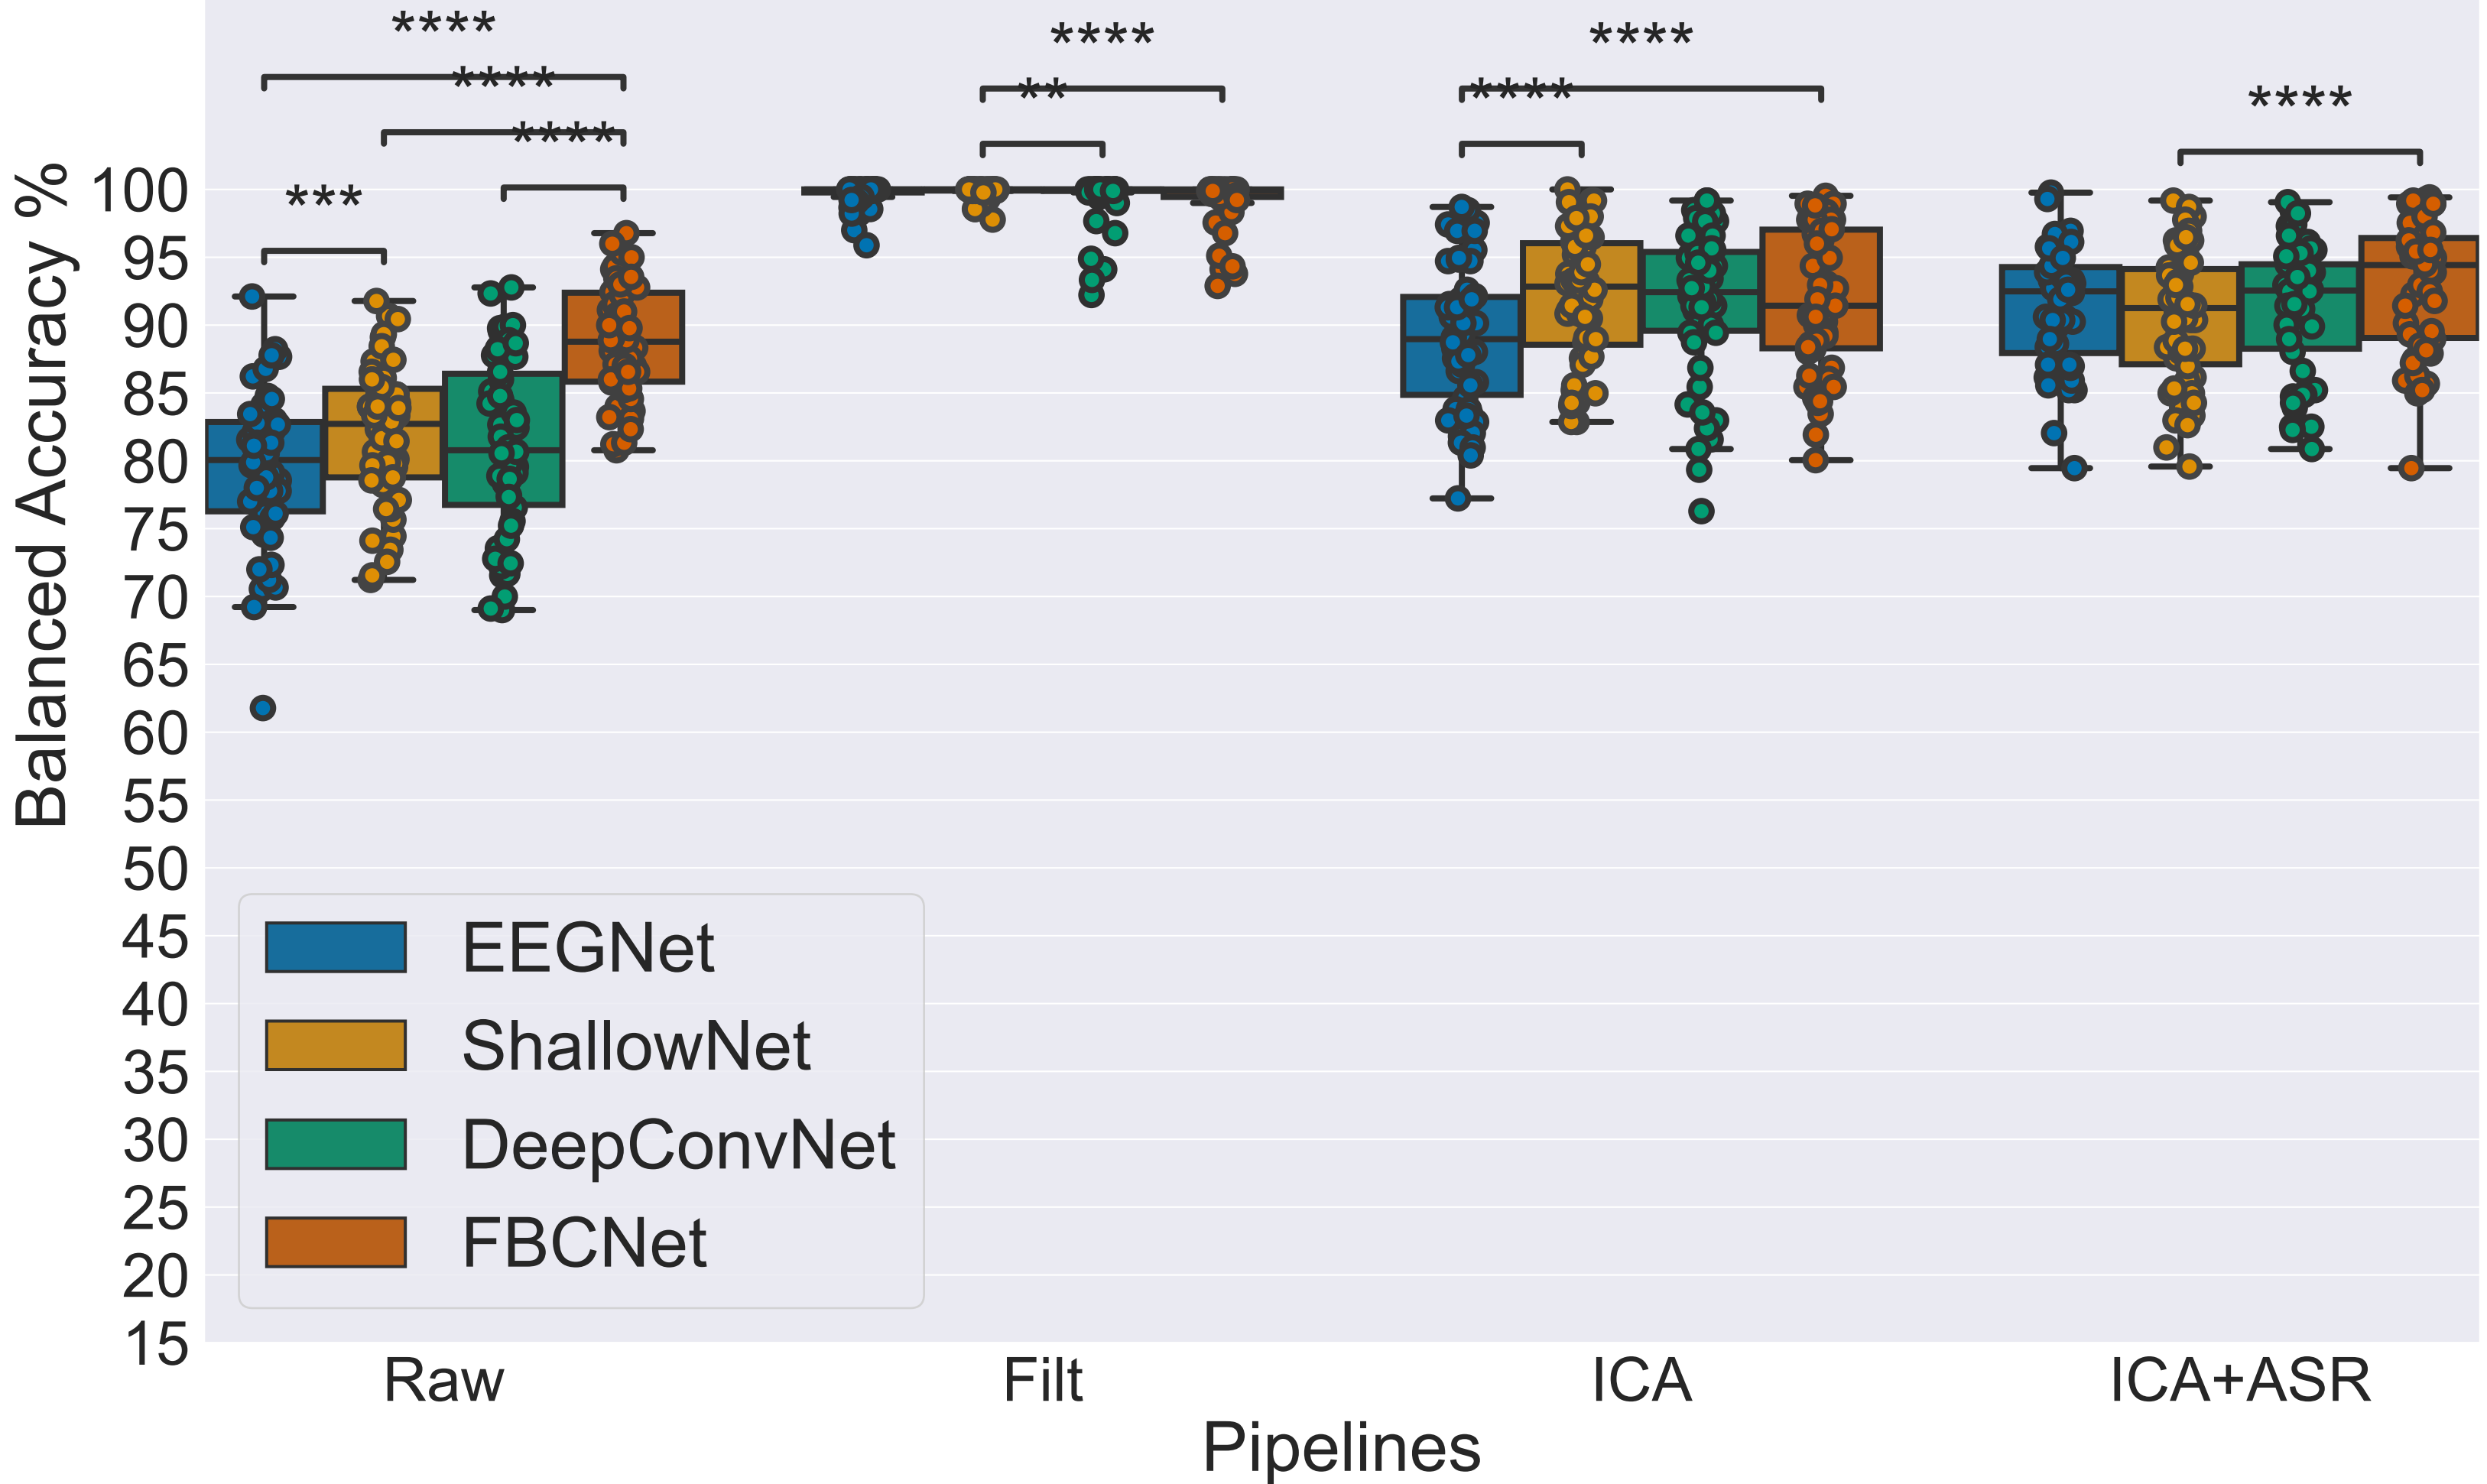 ****
****
****
***
****
**
****
****
****
Balanced Accuracy %
100
95
90
85
80
75
70
65
60
55
50
45
40
35
30
25
20
15
EEGNet
ShallowNet
DeepConvNet
FBCNet
Raw
Filt
ICA
ICA+ASR
Pipelines